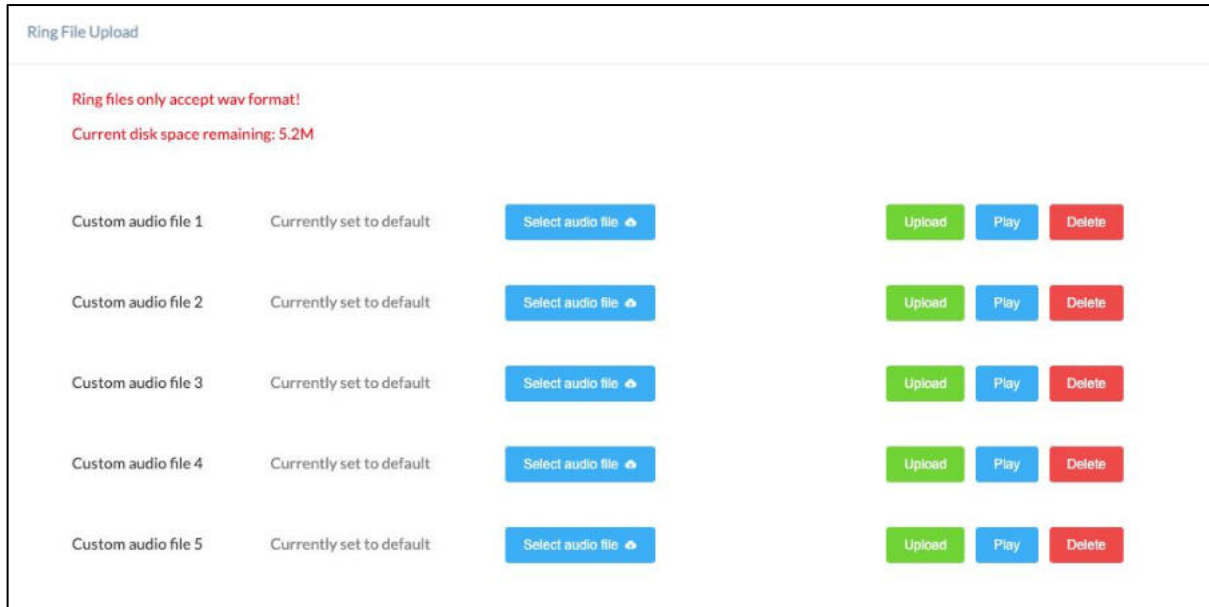 Ring File Upload
Ring files only accept wav format!
Current disk space remaining: 5.2M
Custom audio file 1 Currently set to default Select audio file Upload Play Delete
Custom audio file 2 Currently set to default Select audio file Upload Play Delete
Custom audio file 3 Currently set to default Select audio file Upload Play Delete
Custom audio file 4 Currently set to default Select audio file Upload Play Delete
Custom audio file 5 Currently set to default Select audio file Upload Play Delete